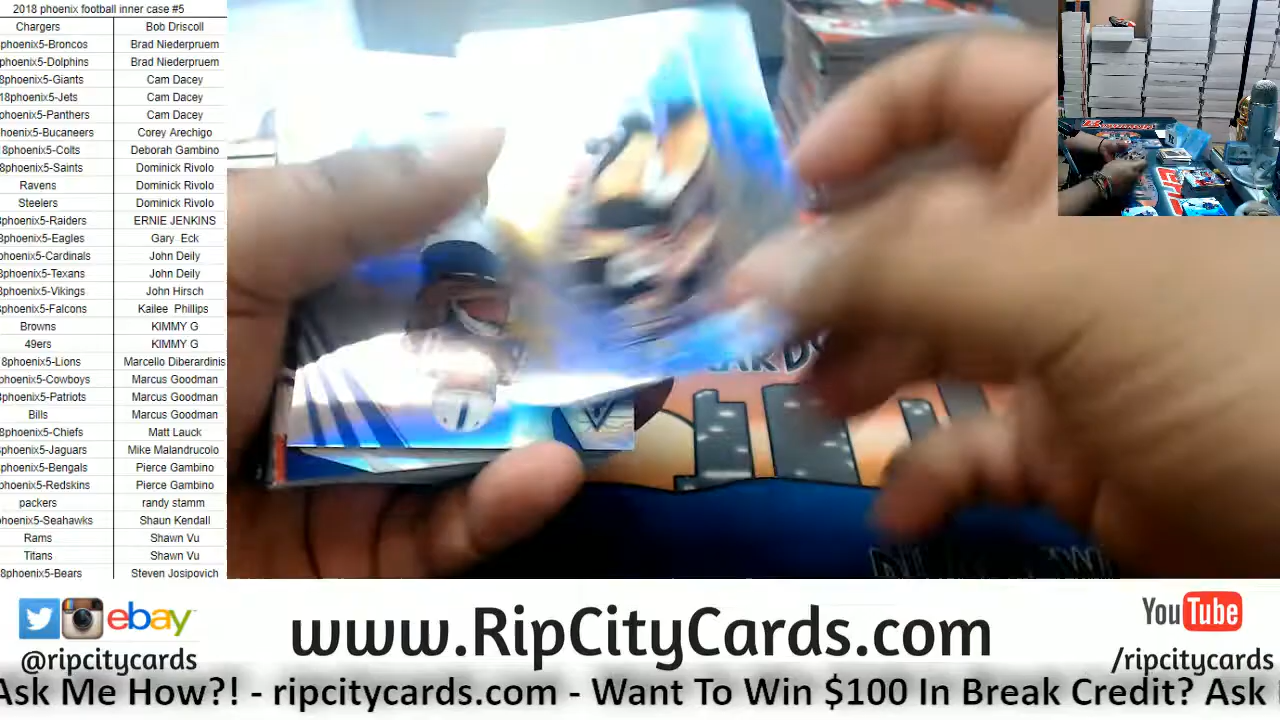 2018 phoenix football inner case #5
Chargers Bob Driscoll
phoenix5-Broncos Brad Niederpruem
phoenix5-Dolphins Brad Niederpruem
8phoenix5-Giants Cam Dacey
18phoenix5-Jets Cam Dacey
phoenix5-Panthers Cam Dacey
hoenix5-Bucaneers Corey Arechigo
8phoenix5-Colts Deborah Gambino
8phoenix5-Saints Dominick Rivolo
Ravens Dominick Rivolo
Steelers Dominick Rivolo
phoenix5-Raiders ERNIE JENKINS
8phoenix5-Eagles Gary Eck
phoenix5-Cardinals John Deily
8phoenix5-Texans John Deily
8phoenix5-Vikings John Hirsch
8phoenix5-Falcons Kailee Phillips
Browns KIMMY G
49ers KIMMY G
8phoenix5-Lions Marcello Diberardinis
phoenix5-Cowboys Marcus Goodman
phoenix5-Patriots Marcus Goodman
Bills Marcus Goodman
8phoenix5-Chiefs Matt Lauck
phoenix5-Jaguars Mike Malandrucolo
phoenix5-Bengals Pierce Gambino
phoenix5-Redskins Pierce Gambino
packers randy stamm
hoenix5-Seahawks Shaun Kendall
Rams Shawn Vu
Titans Shawn Vu
8phoenix5-Bears Steven Josipovich
ebay
@ripcitycards
www.RipCityCards.com
YouTube
/ripcitycards
Ask Me How?! - ripcitycards.com - Want To Win $100 In Break Credit? Ask